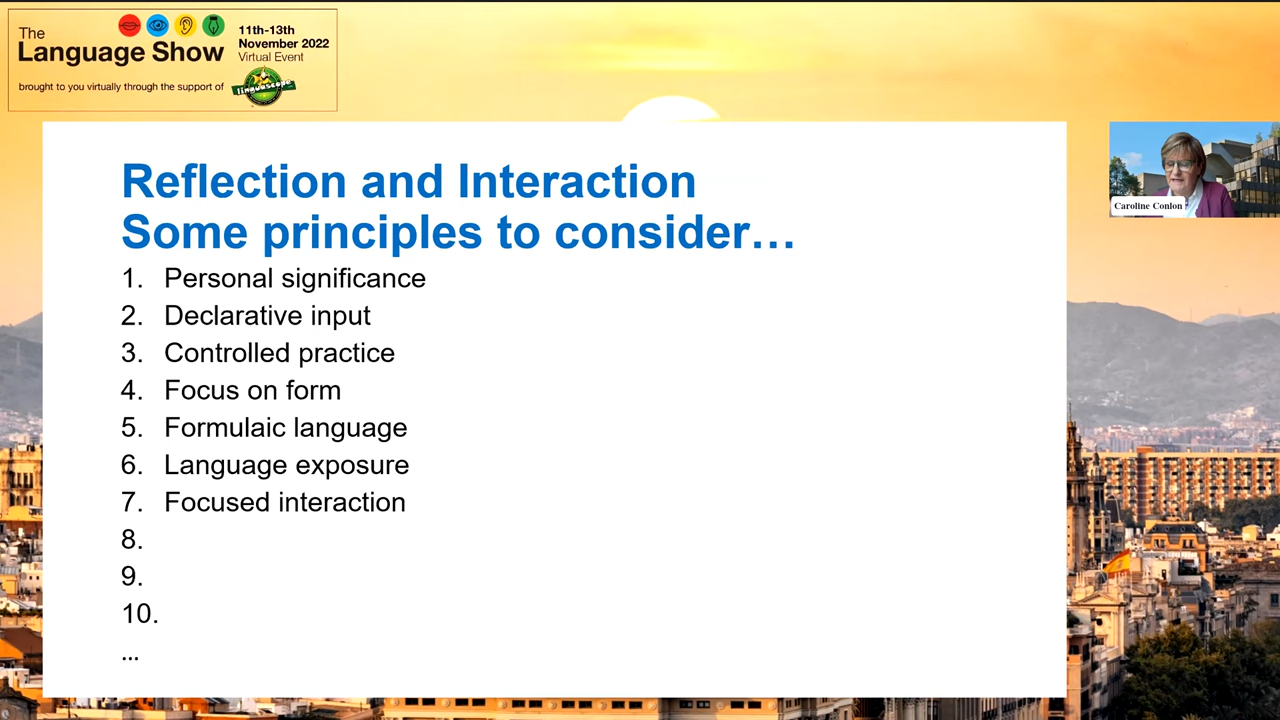 The
Language Show
11th-13th
November 2022
Virtual Event
brought to you virtually through the support of
linguascope
Reflection and Interaction
Some principles to consider…
1. Personal significance
2. Declarative input
3. Controlled practice
4. Focus on form
5. Formulaic language
6. Language exposure
7. Focused interaction
8.
9.
10.
...
Caroline Conlon